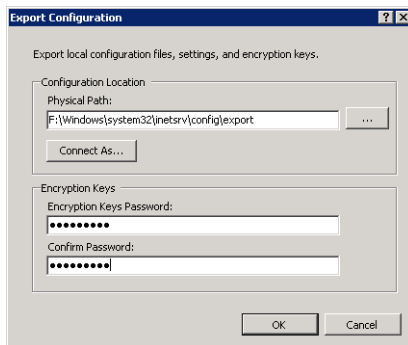 Export Configuration
Export local configuration files, settings, and encryption keys.
Configuration Location
Physical Path:
F:\Windows\system32\inetsrv\config\export
...
Connect As...
Encryption Keys
Encryption Keys Password:
●●●●●●●●●
Confirm Password:
●●●●●●●●●
OK
Cancel